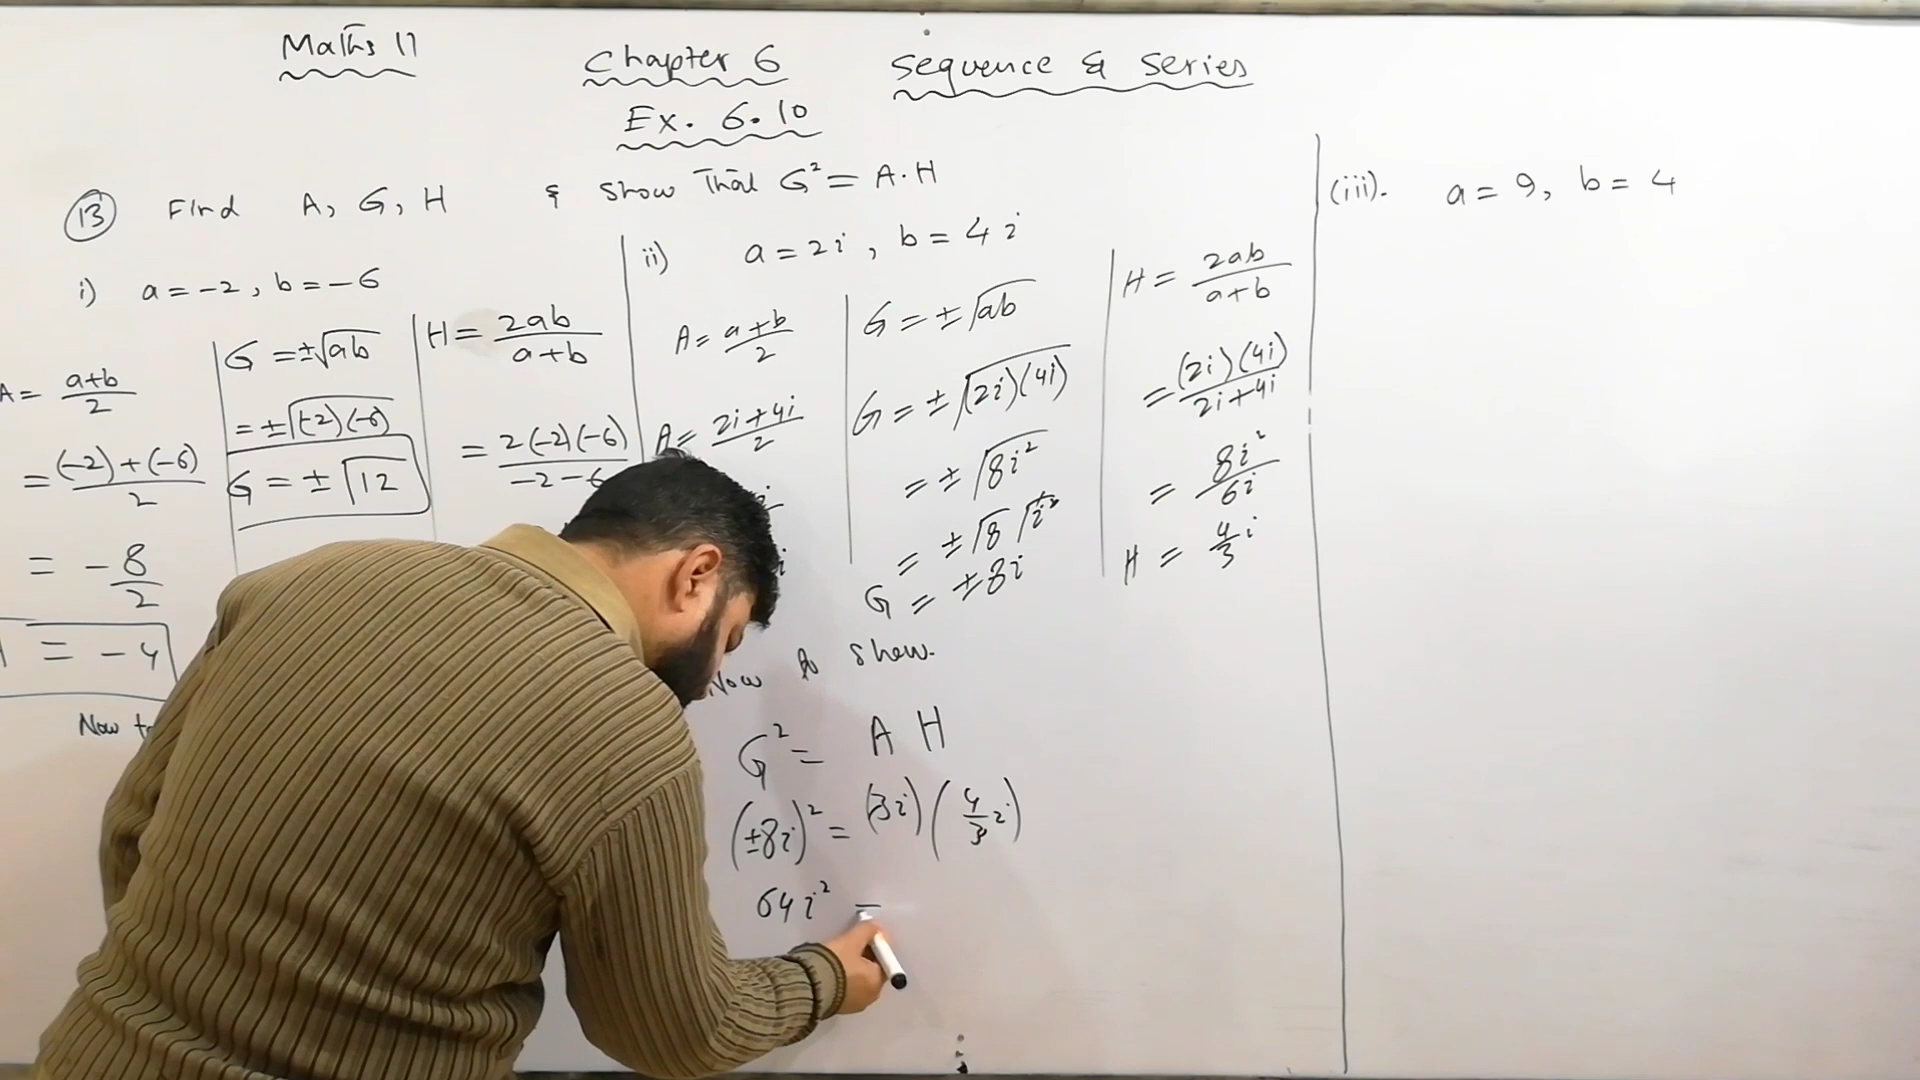 Maths 11
Chapter 6 Sequence & Series
Ex. 6.10
13 Find A, G, H & Show That G² = A.H
i) a = -2, b = -6
A = a+b/2
= (-2)+(-6)/2
= -8/2
= -4
G = ±√ab
= ±√(-2)(-6)
G = ±√12
H = 2ab/a+b
= 2(-2)(-6)/-2-6
Now
ii) a = 2i, b = 4i
A = a+b/2
A = 2i+4i/2
G = ±√ab
G = ±√(2i)(4i)
= ±√8i²
= ±√8 √i²
G = ±8i
H = 2ab/a+b
= (2i)(4i)/2i+4i
= 8i²/6i
H = 4/3 i
Now to show.
G² = A H
(±8i)² = (3i)(4/3 i)
64i² =
(iii). a = 9, b = 4